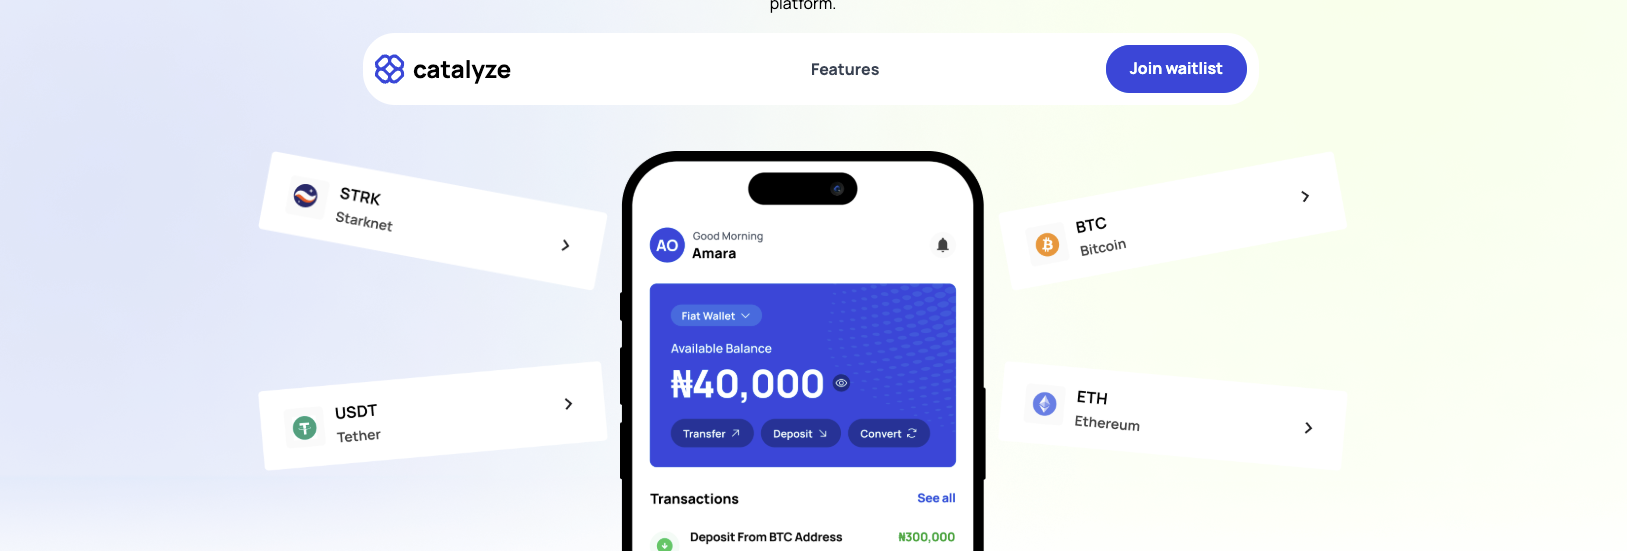 platform.
catalyze
Features
Join waitlist
STRK
Starknet
BTC
Bitcoin
USDT
Tether
ETH
Ethereum
AO
Good Morning
Amara
Fiat Wallet
Available Balance
₦40,000
Transfer
Deposit
Convert
Transactions
See all
Deposit From BTC Address
₦300,000